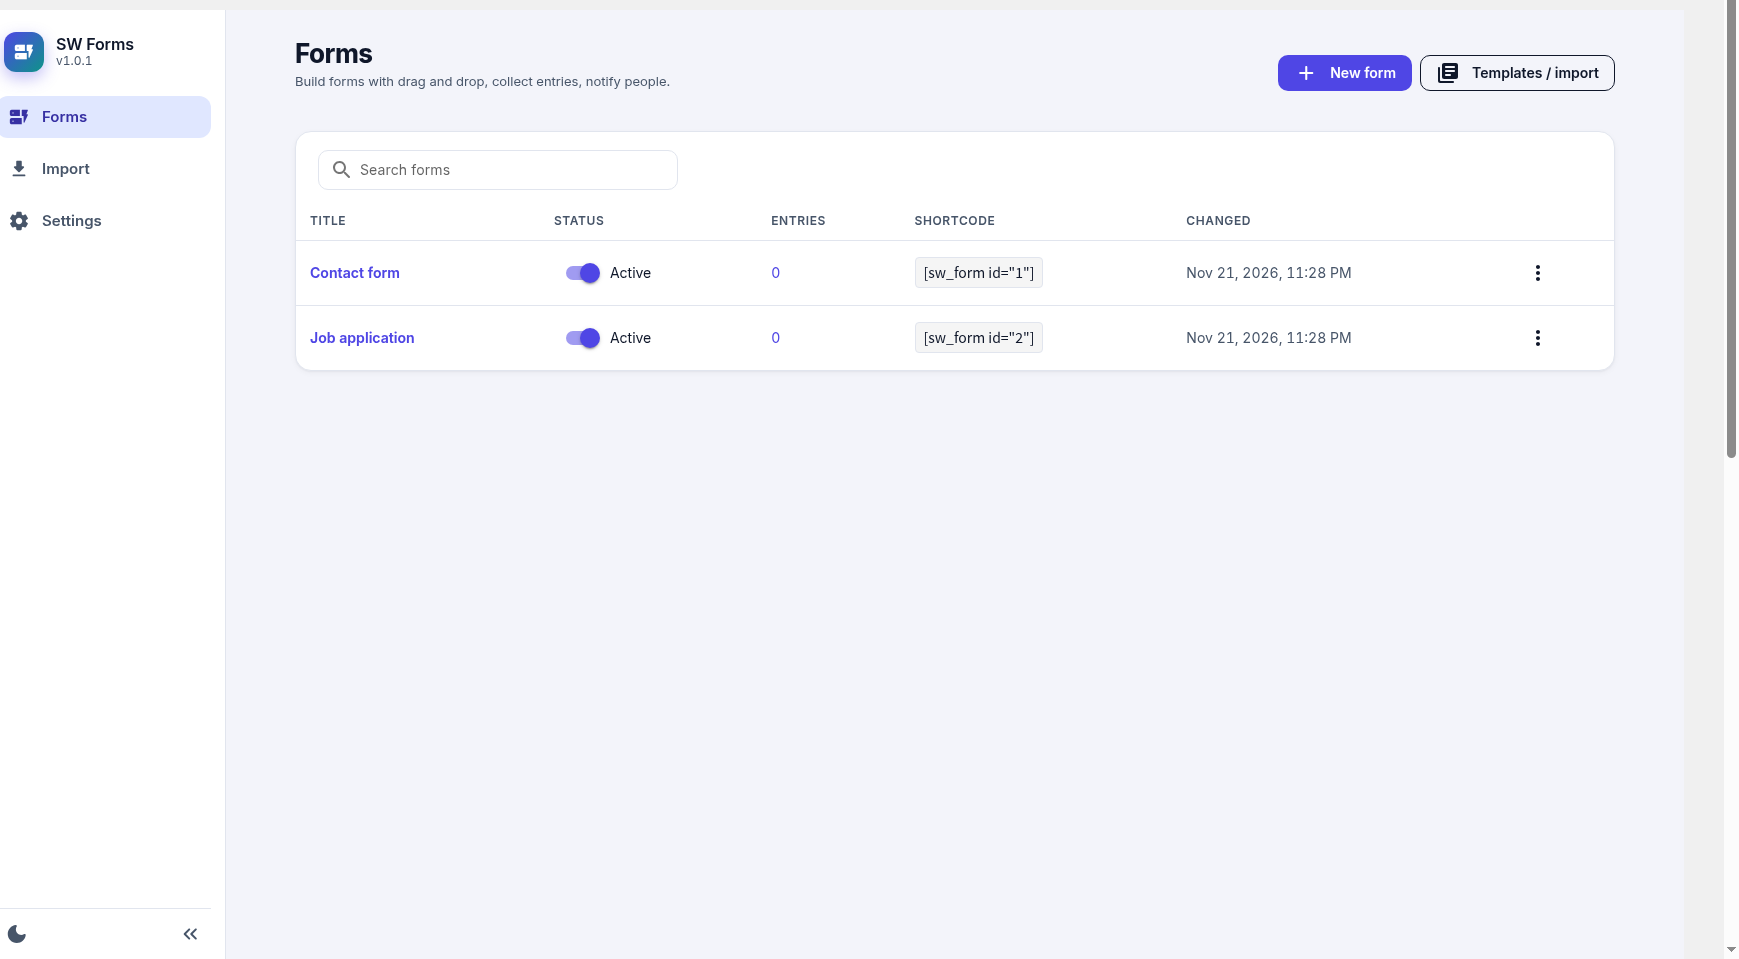 SW Forms
v1.0.1
Forms
Import
Settings
Forms
Build forms with drag and drop, collect entries, notify people.
New form
Templates / import
Search forms
TITLE STATUS ENTRIES SHORTCODE CHANGED
Contact form Active 0 [sw_form id="1"] Nov 21, 2026, 11:28 PM
Job application Active 0 [sw_form id="2"] Nov 21, 2026, 11:28 PM